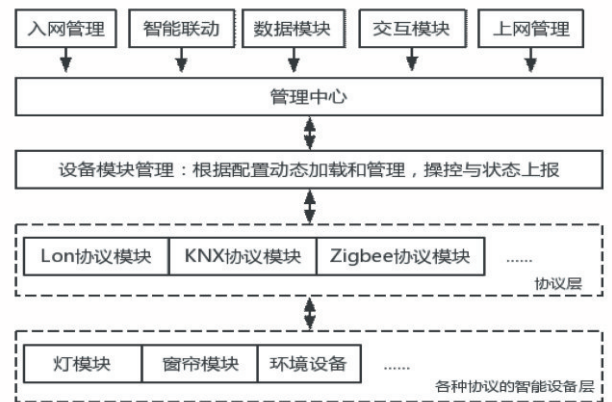 入网管理 智能联动 数据模块 交互模块 上网管理
管理中心
设备模块管理：根据配置动态加载和管理，操控与状态上报
Lon协议模块 KNX协议模块 Zigbee协议模块 ……
协议层
灯模块 窗帘模块 环境设备 ……
各种协议的智能设备层